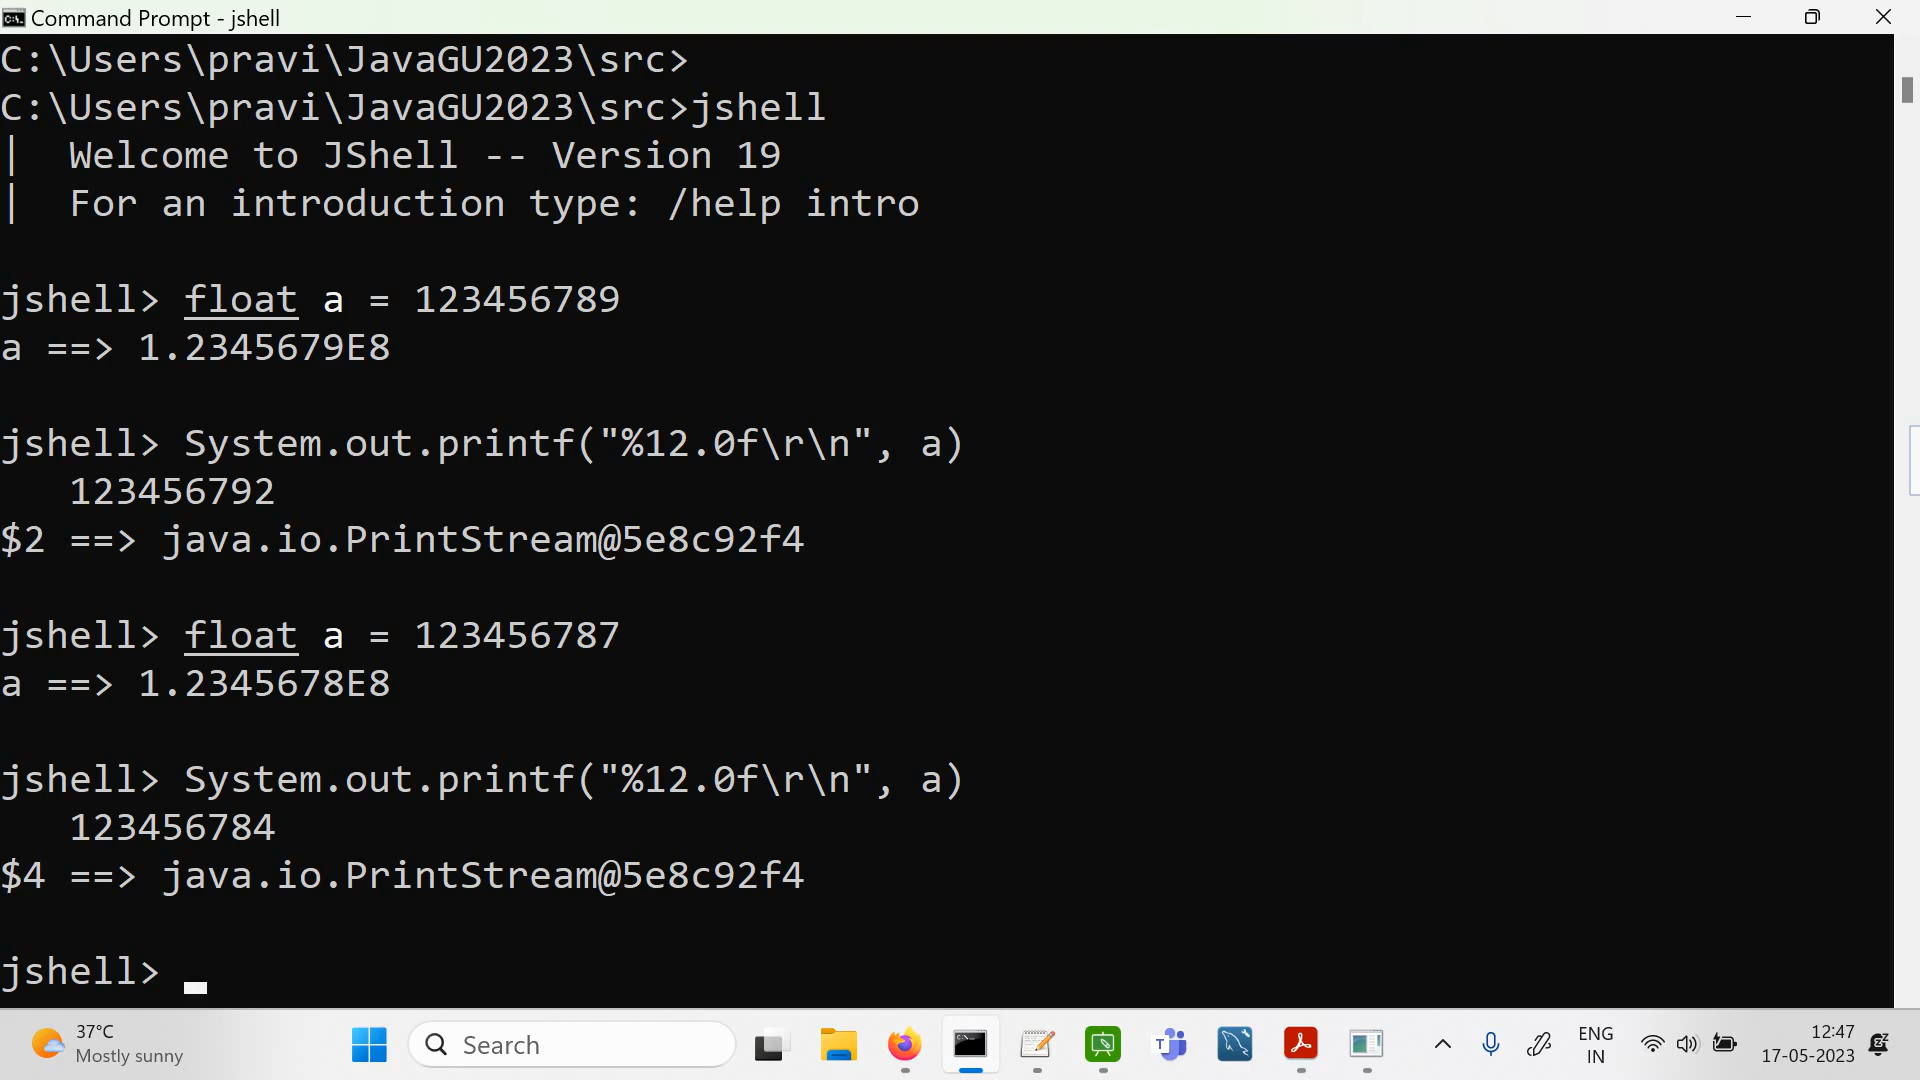 Command Prompt - jshell
C:\Users\pravi\JavaGU2023\src>
C:\Users\pravi\JavaGU2023\src>jshell
|  Welcome to JShell -- Version 19
|  For an introduction type: /help intro
jshell> float a = 123456789
a ==> 1.2345679E8
jshell> System.out.printf("%12.0f\r\n", a)
   123456792
$2 ==> java.io.PrintStream@5e8c92f4
jshell> float a = 123456787
a ==> 1.2345678E8
jshell> System.out.printf("%12.0f\r\n", a)
   123456784
$4 ==> java.io.PrintStream@5e8c92f4
jshell>
37°C
Mostly sunny
Search
ENG
IN
12:47
17-05-2023